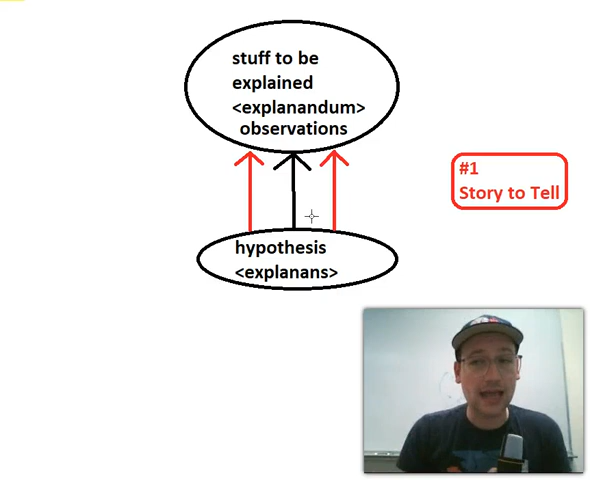 stuff to be
explained
<explanandum>
observations
#1
Story to Tell
hypothesis
<explanans>